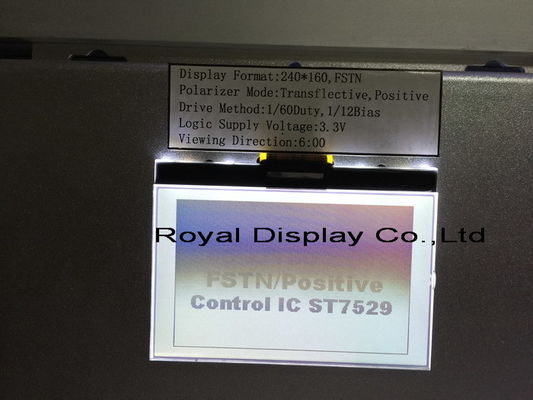 Display Format:240*160,FSTN
Polarizer Mode:Transflective,Positive
Drive Method:1/60Duty,1/12Bias
Logic Supply Voltage:3.3V
Viewing Direction:6:00
Royal Display Co.,Ltd
FSTN/Positive
Control IC ST7529